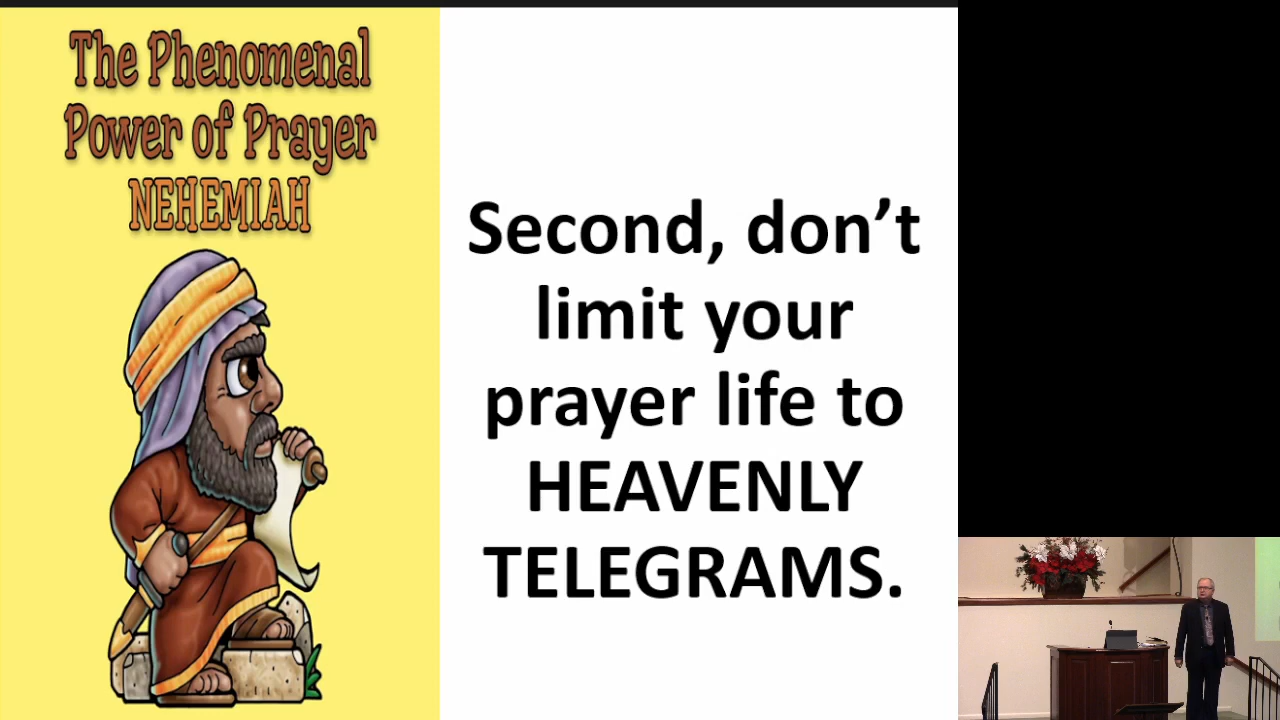 The Phenomenal
Power of Prayer
NEHEMIAH
Second, don’t
limit your
prayer life to
HEAVENLY
TELEGRAMS.